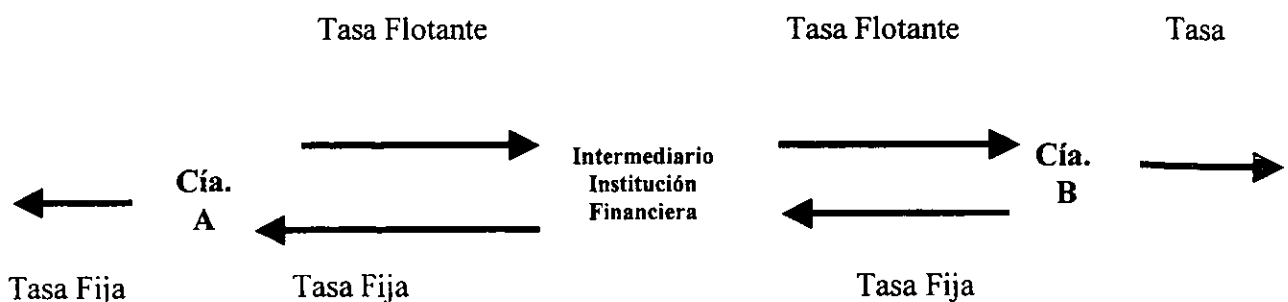 Tasa Flotante
Tasa Flotante
Tasa
Intermediario
Institución
Financiera
Cía.
A
Cía.
B
Tasa Fija
Tasa Fija
Tasa Fija